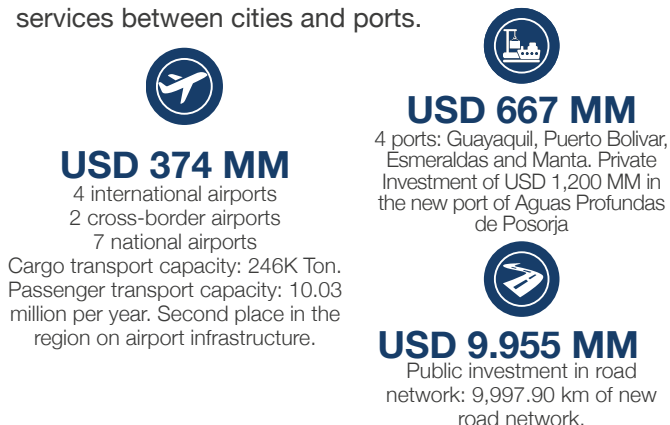 services between cities and ports.
USD 374 MM
4 international airports
2 cross-border airports
7 national airports
Cargo transport capacity: 246K Ton.
Passenger transport capacity: 10.03
million per year. Second place in the
region on airport infrastructure.
USD 667 MM
4 ports: Guayaquil, Puerto Bolivar,
Esmeraldas and Manta. Private
Investment of USD 1,200 MM in
the new port of Aguas Profundas
de Posorja
USD 9.955 MM
Public investment in road
network: 9,997.90 km of new
road network.